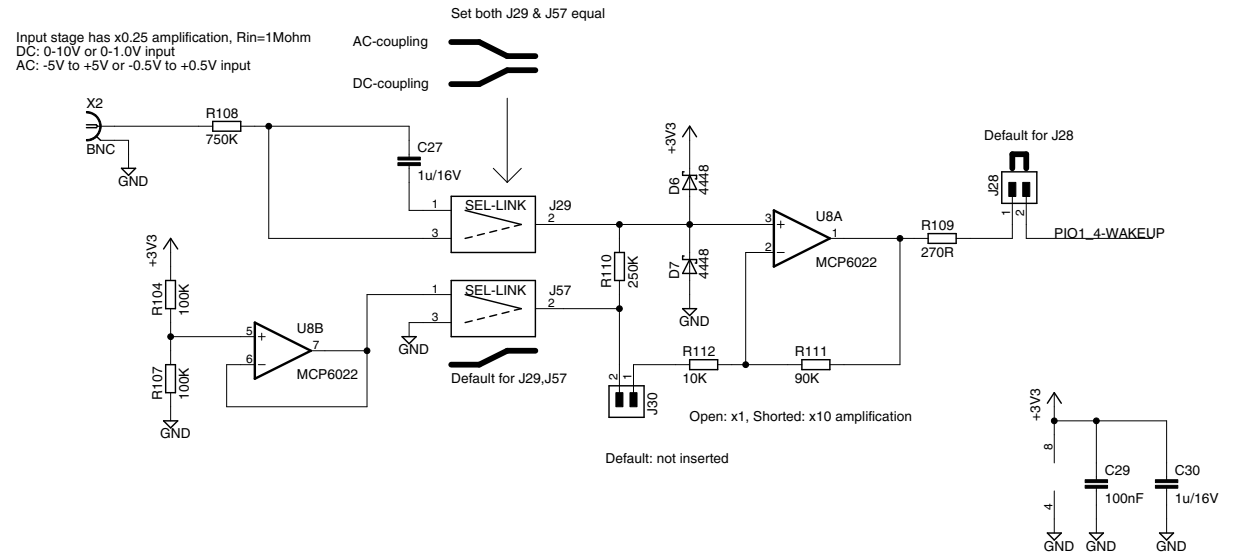 Set both J29 & J57 equal
Input stage has x0.25 amplification, Rin=1Mohm
DC: 0-10V or 0-1.0V input
AC: -5V to +5V or -0.5V to +0.5V input
AC-coupling
DC-coupling
X2
BNC
GND
R108
750K
C27
1u/16V
1
3
SEL-LINK
J29
2
+3V3
D6
4448
D7
4448
GND
R110
250K
3
+
2
−
U8A
1
MCP6022
R109
270R
Default for J28
J28
1
2
PIO1_4-WAKEUP
+3V3
R104
100K
R107
100K
GND
5
+
6
−
U8B
7
MCP6022
1
3
GND
SEL-LINK
J57
2
Default for J29,J57
2
1
J30
R112
10K
R111
90K
Open: x1, Shorted: x10 amplification
Default: not inserted
+3V3
8
4
GND
C29
100nF
GND
C30
1u/16V
GND